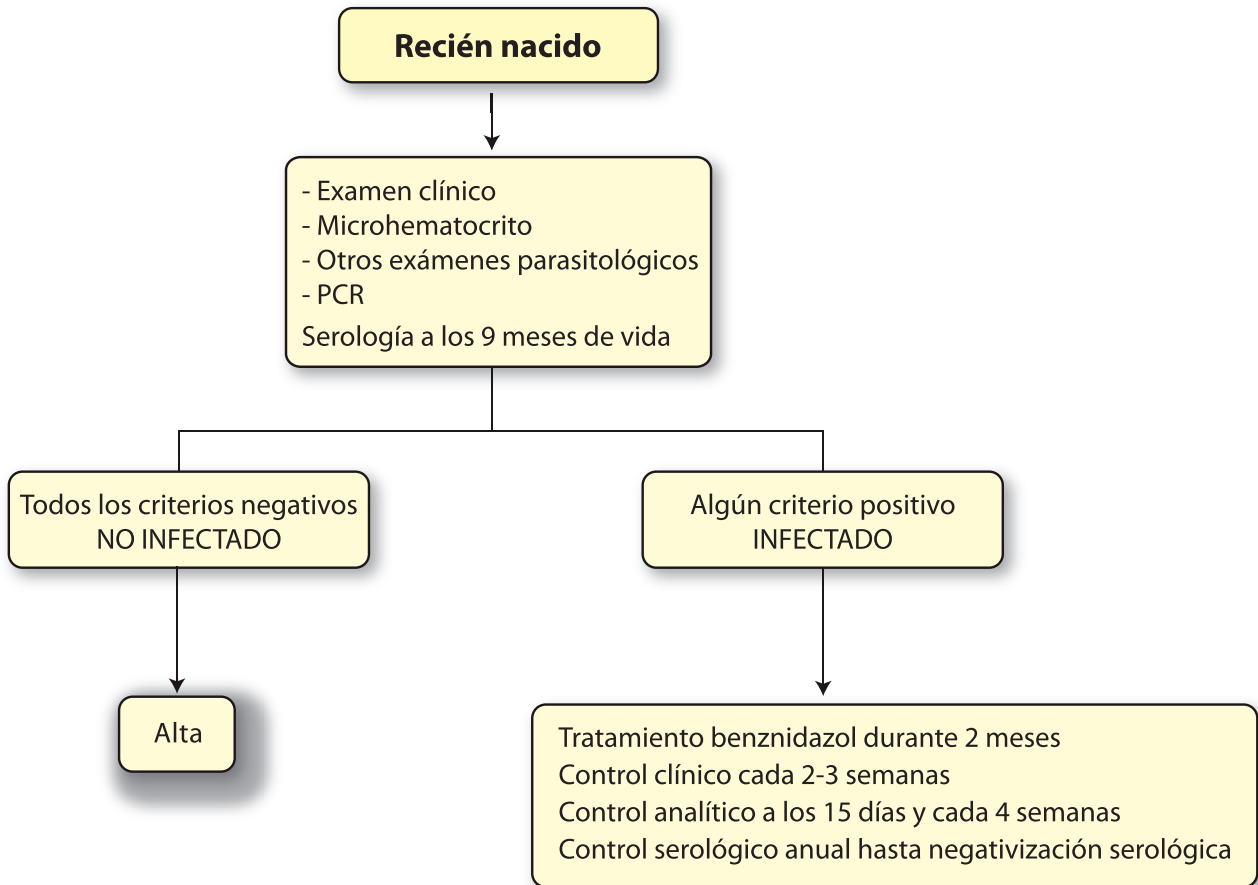 Recién nacido
- Examen clínico
- Microhematocrito
- Otros exámenes parasitológicos
- PCR
Serología a los 9 meses de vida
Todos los criterios negativos
NO INFECTADO
Algún criterio positivo
INFECTADO
Alta
Tratamiento benznidazol durante 2 meses
Control clínico cada 2-3 semanas
Control analítico a los 15 días y cada 4 semanas
Control serológico anual hasta negativización serológica